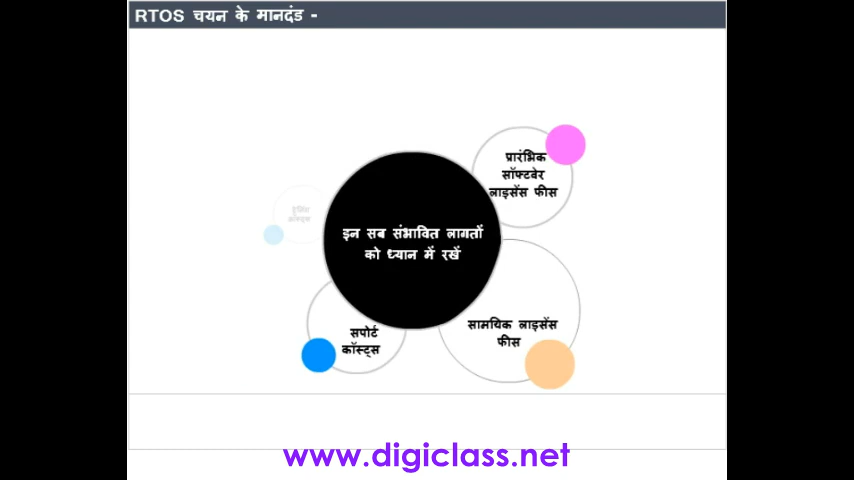 RTOS चयन के मानदंड -
प्रारंभिक
सॉफ्टवेर
लाइसेंस फीस
इन सब संभावित लागतों
को ध्यान में रखें
ट्रेनिंग
कॉस्ट्स
सामयिक लाइसेंस
फीस
सपोर्ट
कॉस्ट्स
www.digiclass.net